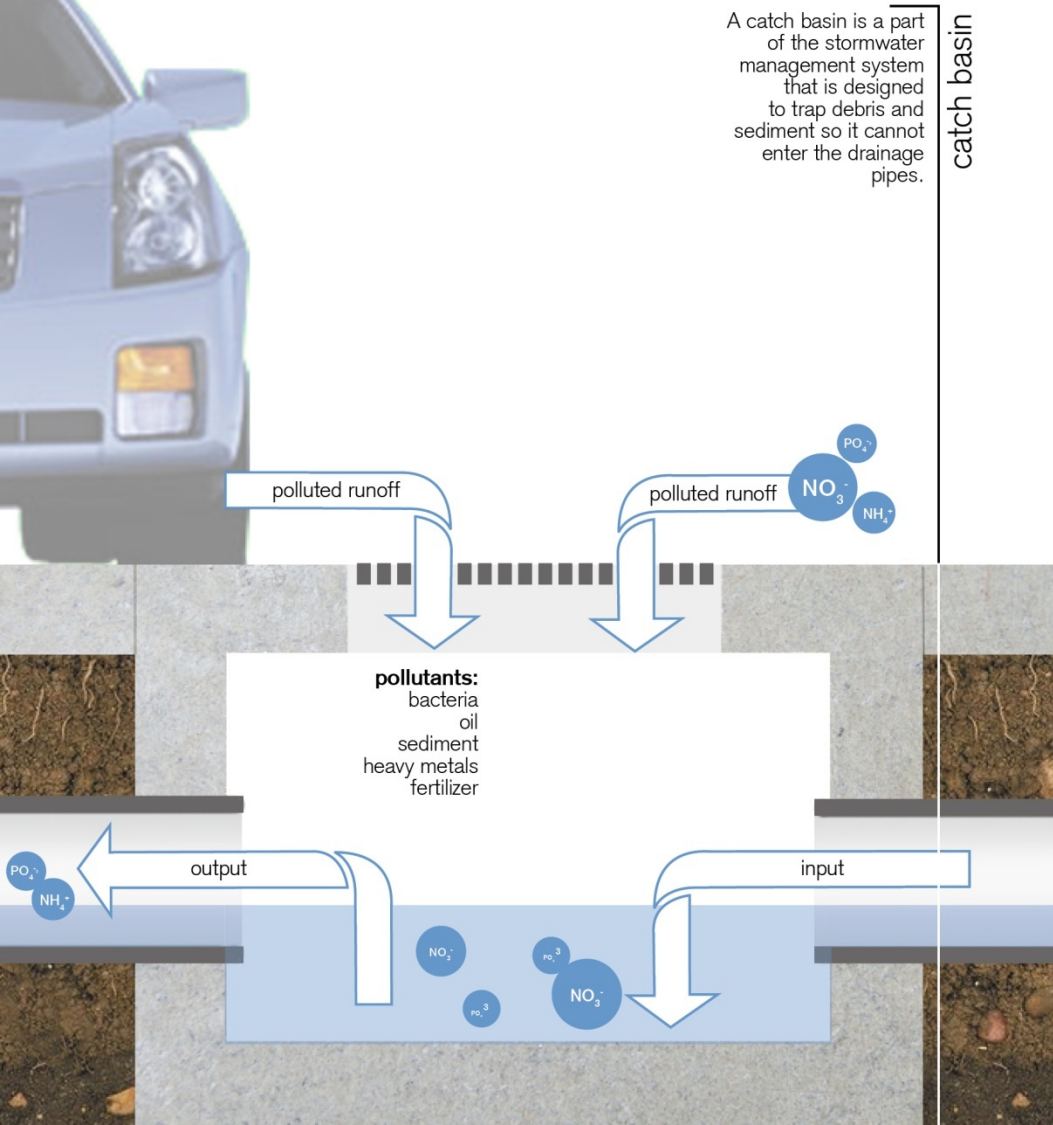 A catch basin is a part
of the stormwater
management system
that is designed
to trap debris and
sediment so it cannot
enter the drainage
pipes.
catch basin
polluted runoff
polluted runoff
PO₄⁻
NO₃⁻
NH₄⁺
pollutants:
bacteria
oil
sediment
heavy metals
fertilizer
output
input
PO₄⁻
NH₄⁺
NO₃⁻
PO₄³
PO₄³
NO₃⁻